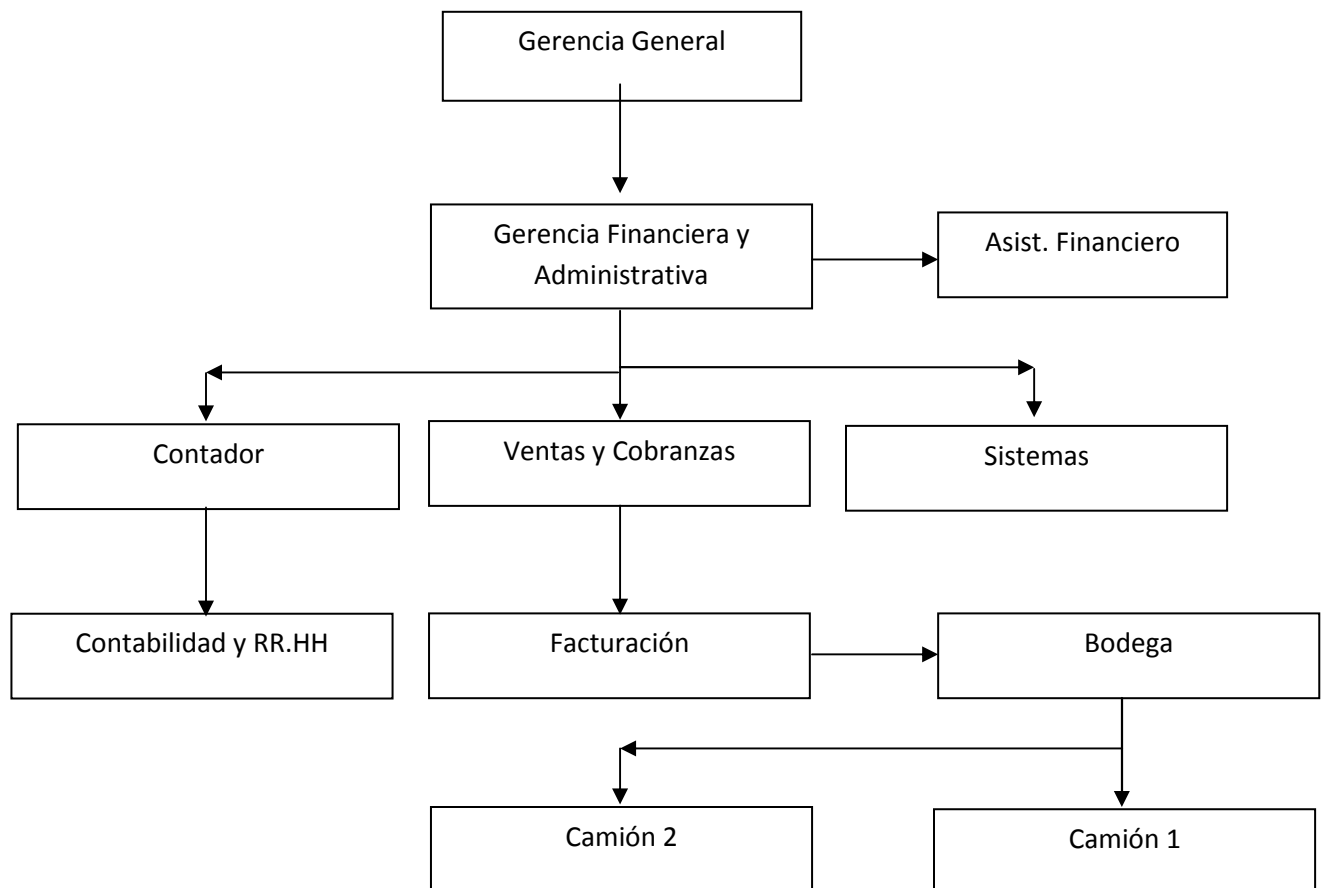 Gerencia General
Gerencia Financiera y
Administrativa
Asist. Financiero
Contador
Ventas y Cobranzas
Sistemas
Contabilidad y RR.HH
Facturación
Bodega
Camión 2
Camión 1